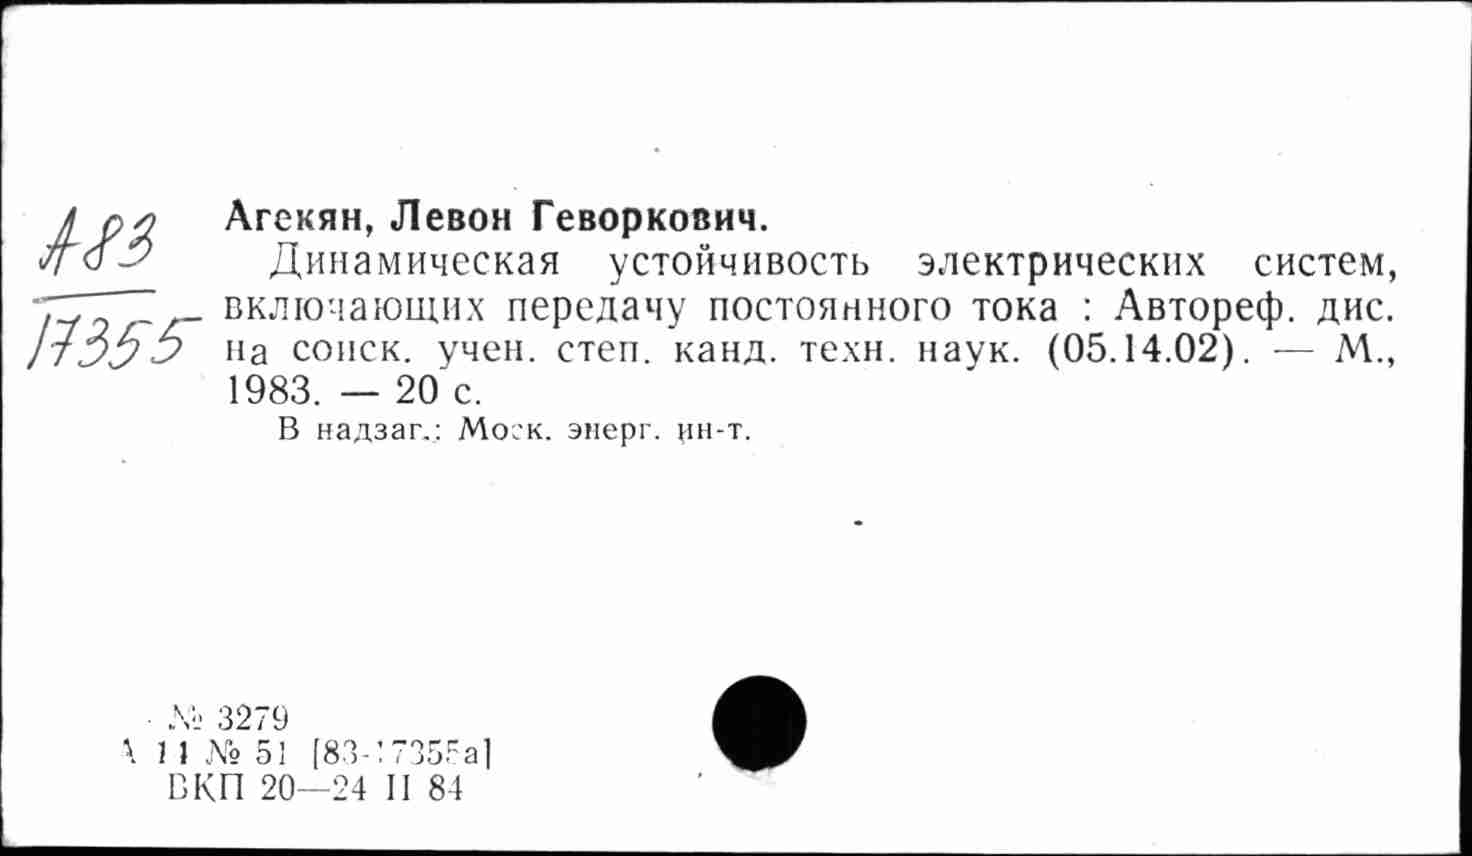 А83
17355
Агекян, Левон Геворкович.
Динамическая устойчивость электрических систем,
включающих передачу постоянного тока : Автореф. дис.
на соиск. учен. степ. канд. техн. наук. (05.14.02). — М.,
1983. — 20 с.
В надзаг.: Моск. энерг. ин-т.
№ 3279
А 11 № 51 [83-17355а]
ВКП 20—24 II 84